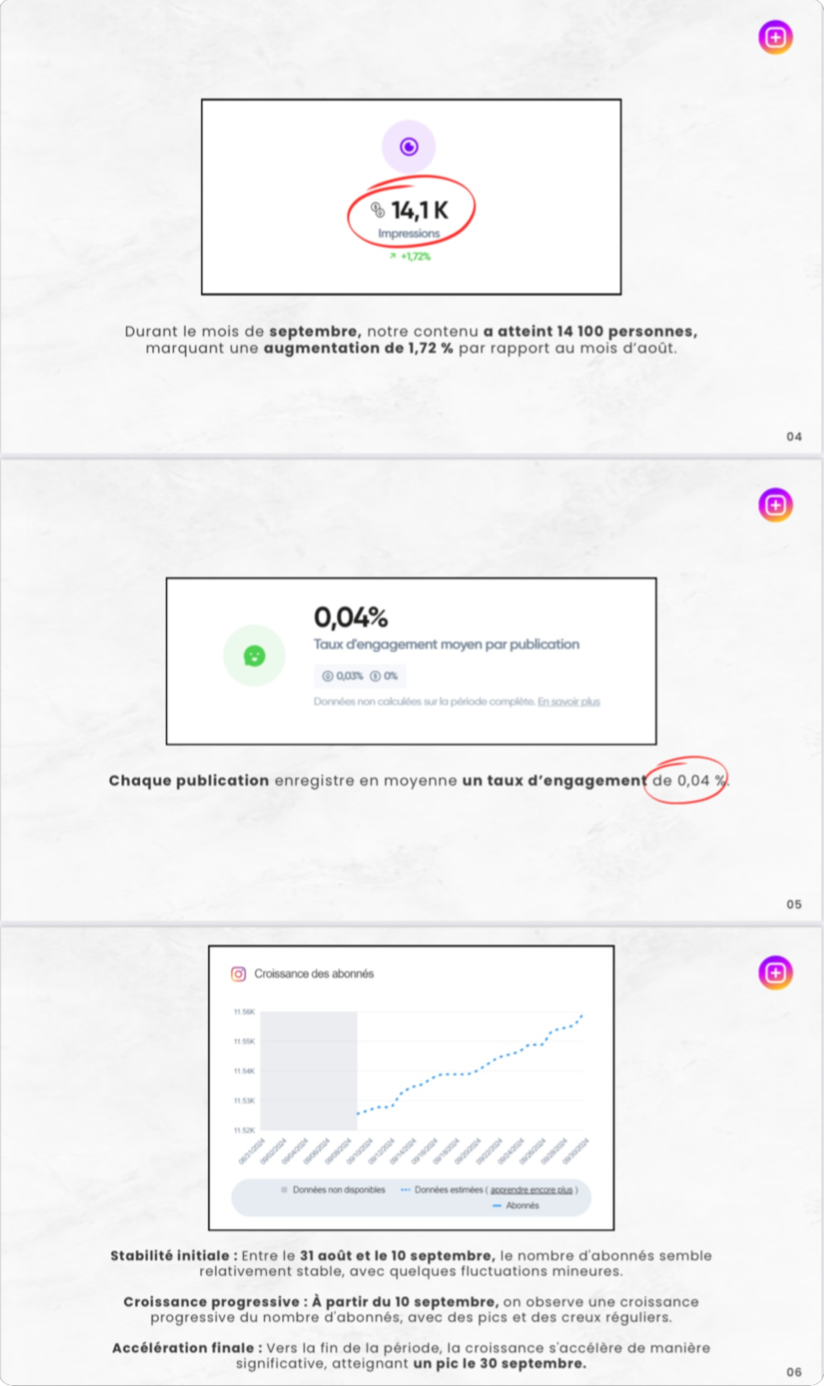 14,1 K
Impressions
+1,72%
Durant le mois de septembre, notre contenu a atteint 14 100 personnes,
marquant une augmentation de 1,72 % par rapport au mois d’août.
04
0,04%
Taux d'engagement moyen par publication
0,03% 0%
Données non calculées sur la période complète. En savoir plus
Chaque publication enregistre en moyenne un taux d’engagement de 0,04 %.
05
Croissance des abonnés
11.56K
11.55K
11.54K
11.53K
11.52K
08/31/2024
09/02/2024
09/04/2024
09/06/2024
09/08/2024
09/10/2024
09/12/2024
09/14/2024
09/16/2024
09/18/2024
09/20/2024
09/22/2024
09/24/2024
09/26/2024
09/28/2024
09/30/2024
Données non disponibles
Données estimées ( apprendre encore plus )
Abonnés
Stabilité initiale : Entre le 31 août et le 10 septembre, le nombre d'abonnés semble
relativement stable, avec quelques fluctuations mineures.
Croissance progressive : À partir du 10 septembre, on observe une croissance
progressive du nombre d'abonnés, avec des pics et des creux réguliers.
Accélération finale : Vers la fin de la période, la croissance s'accélère de manière
significative, atteignant un pic le 30 septembre.
06